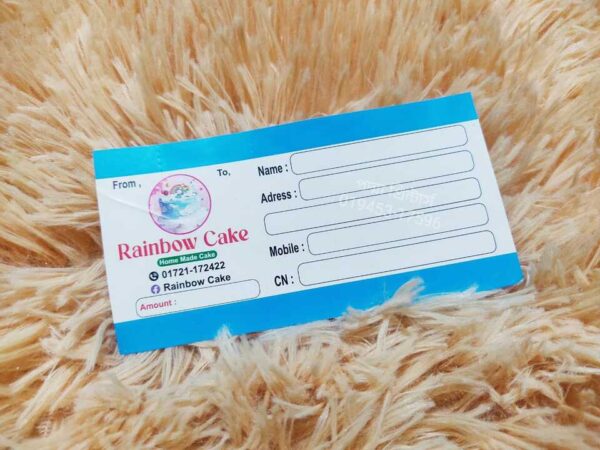 From ,
To,
Rainbow Cake
Home Made Cake
01721-172422
Rainbow Cake
Amount :
Name :
Adress :
Mobile :
CN :